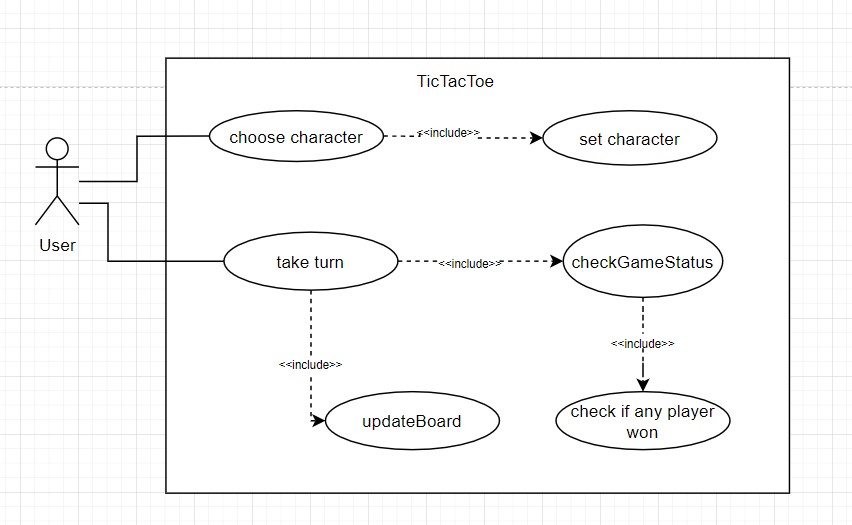 TicTacToe
choose character
<<include>>
set character
User
take turn
<<include>>
checkGameStatus
<<include>>
<<include>>
updateBoard
check if any player
won